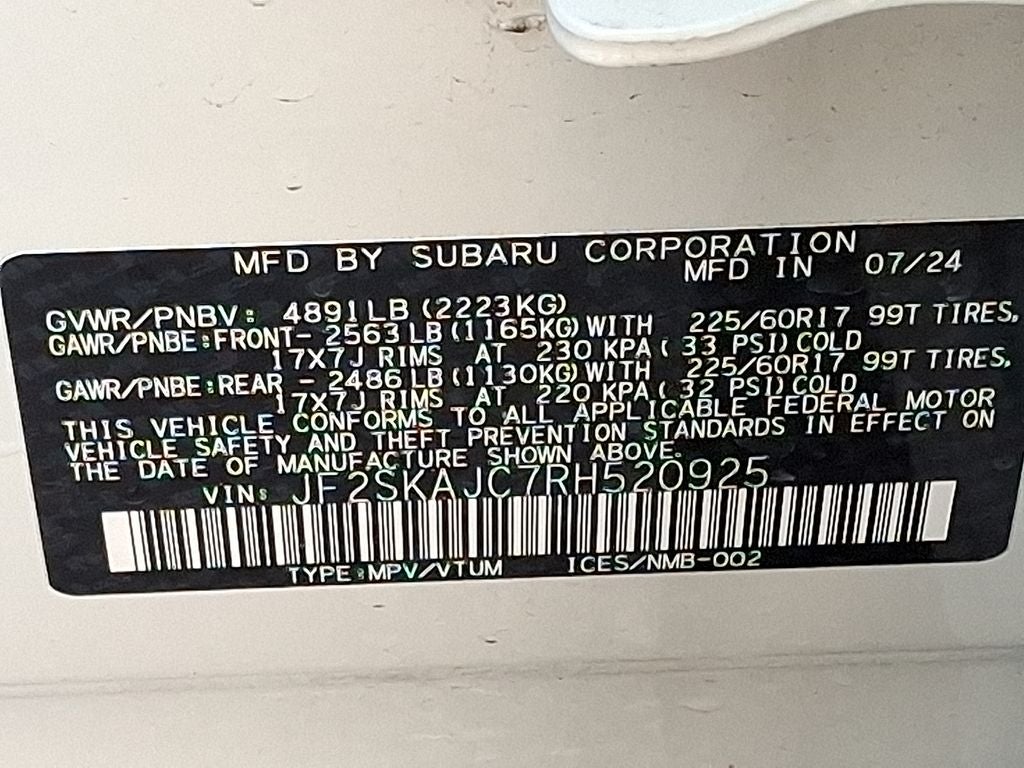 MFD BY SUBARU CORPORATION
MFD IN 07/24
GVWR/PNBV: 4891LB (2223KG)
GAWR/PNBE:FRONT- 2563LB(1165KG)WITH 225/60R17 99T TIRES,
17X7J RIMS AT 230 KPA( 33 PSI)COLD
GAWR/PNBE:REAR - 2486LB(1130KG)WITH 225/60R17 99T TIRES,
17X7J RIMS AT 220 KPA( 32 PSI)COLD
THIS VEHICLE CONFORMS TO ALL APPLICABLE FEDERAL MOTOR
VEHICLE SAFETY AND THEFT PREVENTION STANDARDS IN EFFECT ON
THE DATE OF MANUFACTURE SHOWN ABOVE.
VIN: JF2SKAJC7RH520925
TYPE:MPV/VTUM ICES/NMB-002